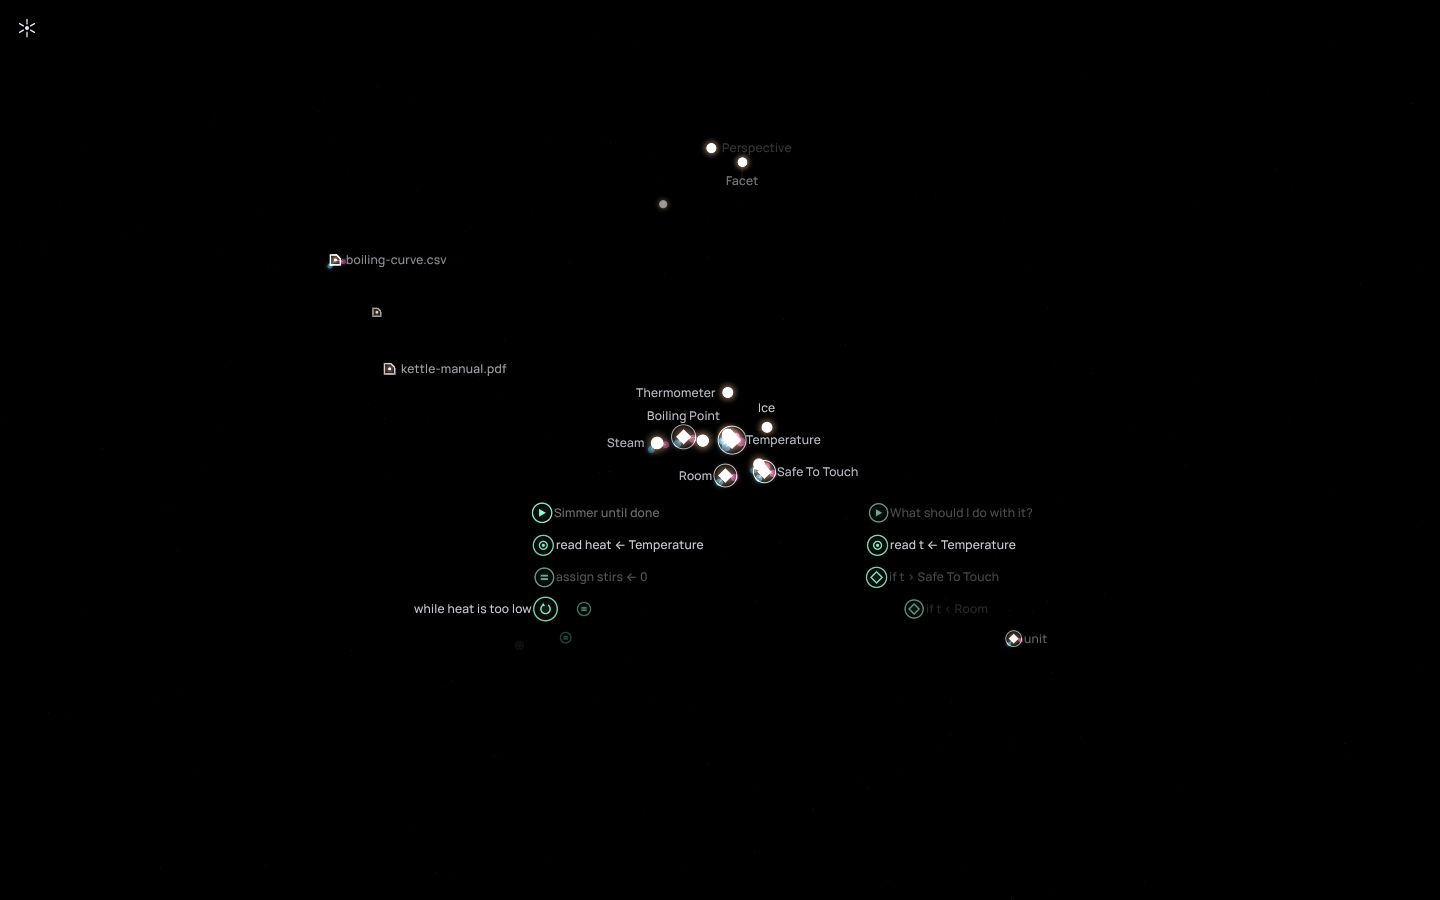 Perspective
Facet
boiling-curve.csv
kettle-manual.pdf
Thermometer
Ice
Boiling Point
Steam
Temperature
Room
Safe To Touch
Simmer until done
What should I do with it?
read heat ← Temperature
read t ← Temperature
assign stirs ← 0
if t > Safe To Touch
while heat is too low
if t < Room
unit